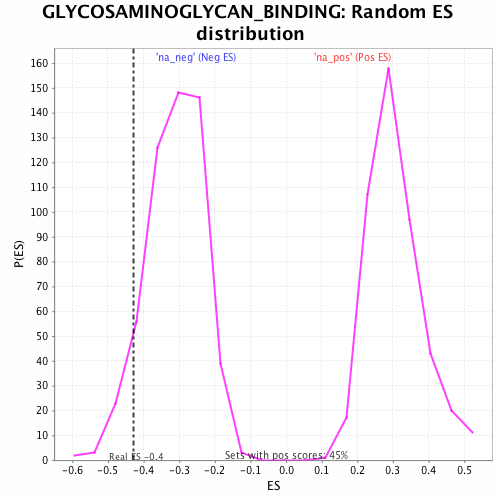 GLYCOSAMINOGLYCAN_BINDING: Random ES
distribution
'na_neg' (Neg ES)
'na_pos' (Pos ES)
160
150
140
130
120
110
100
90
80
70
60
50
40
30
20
10
0
P(ES)
Real ES -0.4
Sets with pos scores: 45%
-0.6 -0.5 -0.4 -0.3 -0.2 -0.1 0.0 0.1 0.2 0.3 0.4 0.5
ES